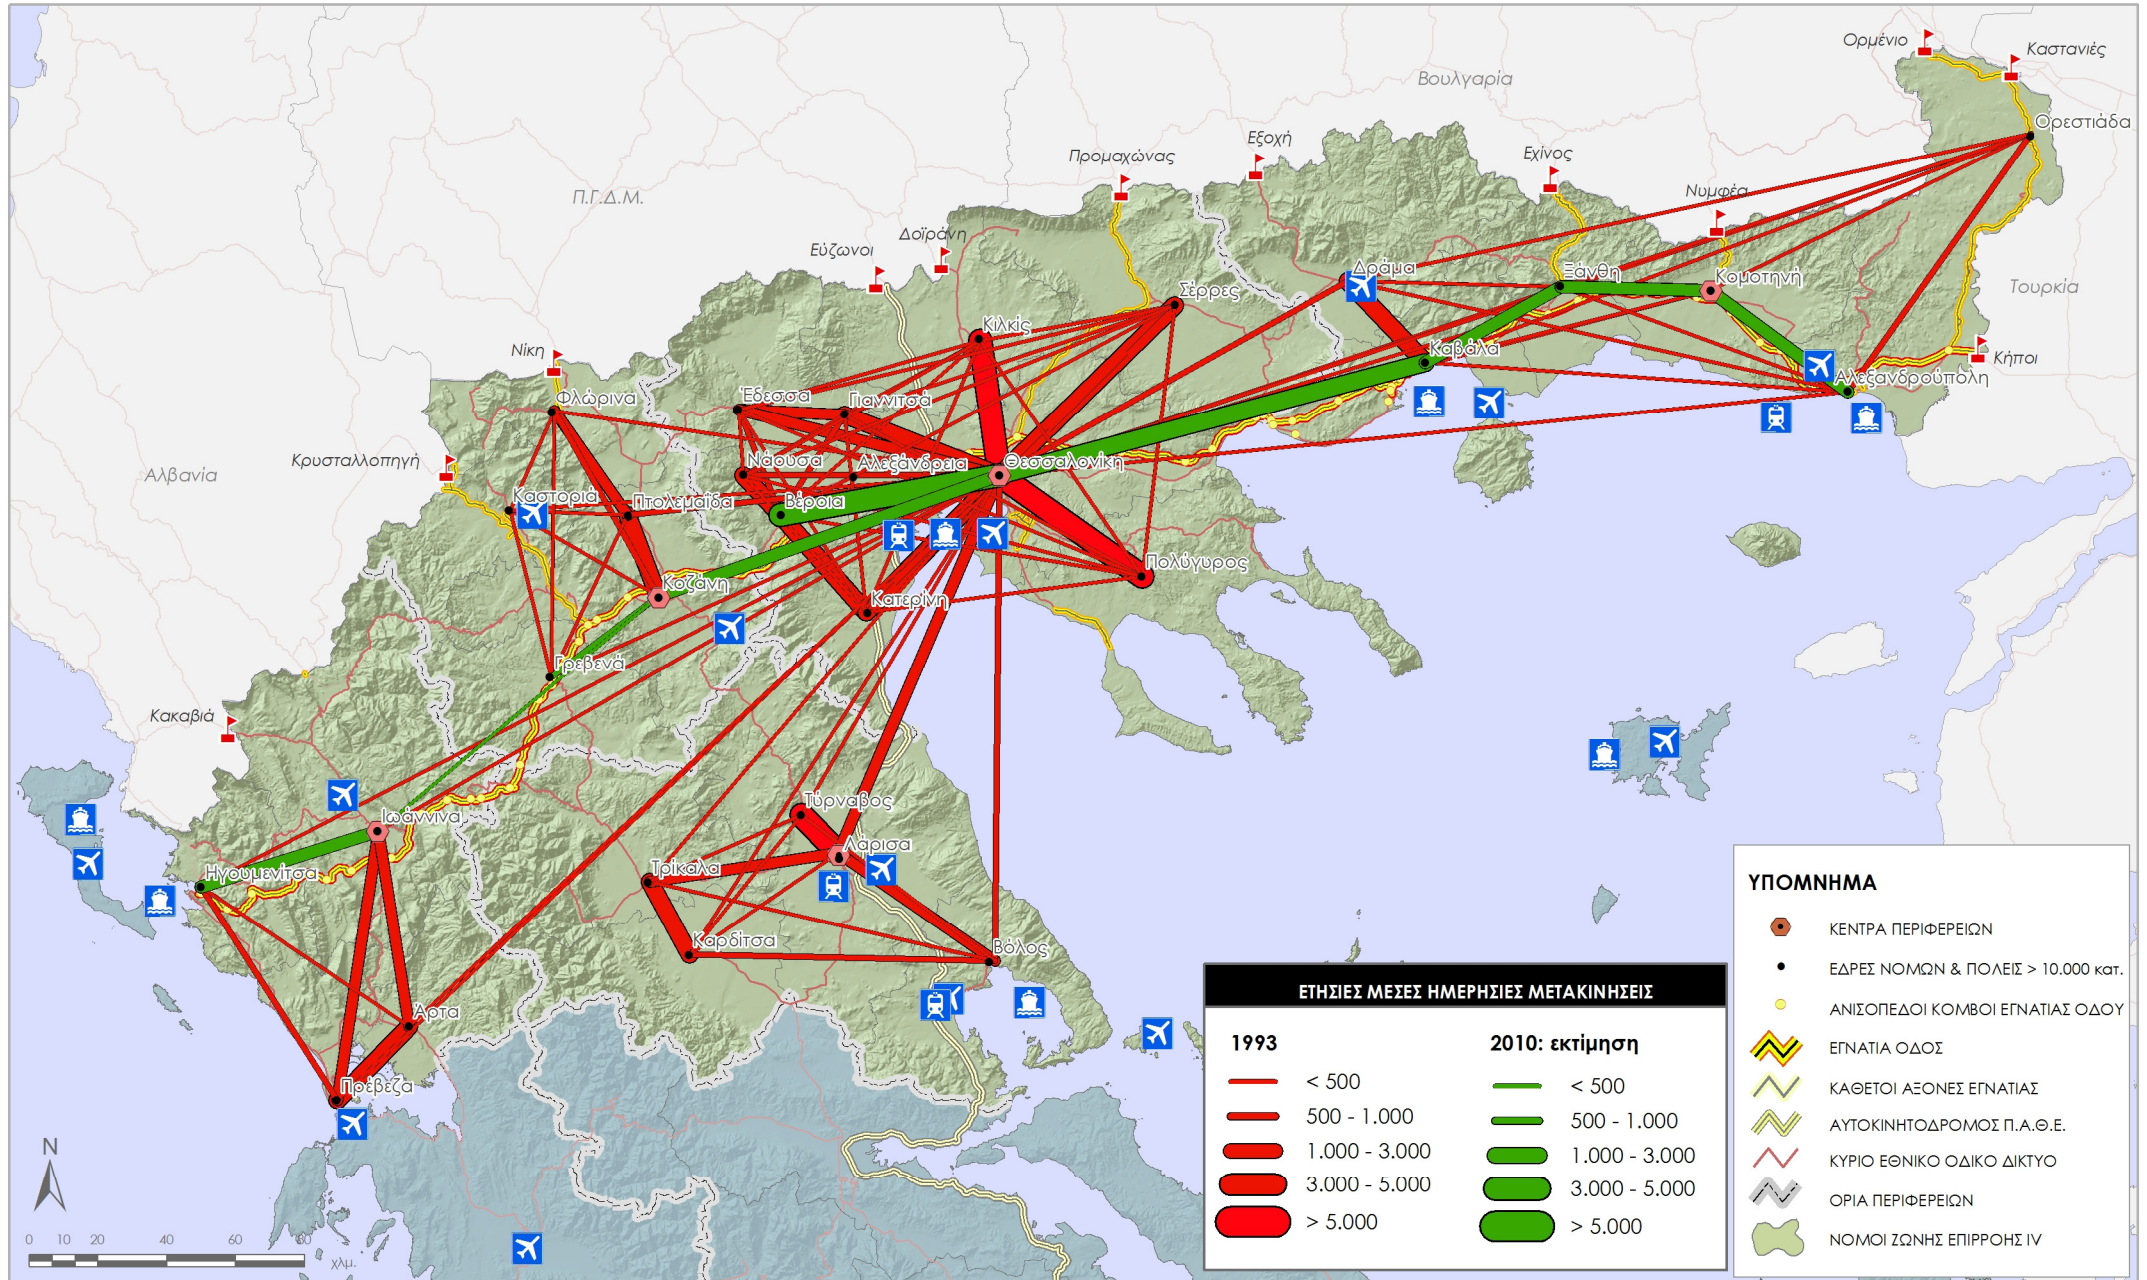 Ορμένιο
Καστανιές
Βουλγαρία
Ορεστιάδα
Εξοχή
Προμαχώνας
Εχίνος
Νυμφέα
Π.Γ.Δ.Μ.
Δοϊράνη
Εύζωνοι
Δράμα
Ξάνθη
Κομοτηνή
Τουρκία
Σέρρες
Κιλκίς
Νίκη
Καβάλα
Κήποι
Αλεξανδρούπολη
Φλώρινα
Έδεσσα
Γιαννιτσά
Κρυσταλλοπηγή
Αλβανία
Νάουσα
Αλεξάνδρεια
Θεσσαλονίκη
Καστοριά
Πτολεμαΐδα
Βέροια
Πολύγυρος
Κοζάνη
Κατερίνη
Γρεβενά
Κακαβιά
Τύρναβος
Ιωάννινα
Λάρισα
Τρίκαλα
Ηγουμενίτσα
Καρδίτσα
Βόλος
Άρτα
Πρέβεζα
N
0 10 20 40 60 80
χλμ.
ΕΤΗΣΙΕΣ ΜΕΣΕΣ ΗΜΕΡΗΣΙΕΣ ΜΕΤΑΚΙΝΗΣΕΙΣ
1993
2010: εκτίμηση
< 500
< 500
500 - 1.000
500 - 1.000
1.000 - 3.000
1.000 - 3.000
3.000 - 5.000
3.000 - 5.000
> 5.000
> 5.000
ΥΠΟΜΝΗΜΑ
ΚΕΝΤΡΑ ΠΕΡΙΦΕΡΕΙΩΝ
ΕΔΡΕΣ ΝΟΜΩΝ & ΠΟΛΕΙΣ > 10.000 κατ.
ΑΝΙΣΟΠΕΔΟΙ ΚΟΜΒΟΙ ΕΓΝΑΤΙΑΣ ΟΔΟΥ
ΕΓΝΑΤΙΑ ΟΔΟΣ
ΚΑΘΕΤΟΙ ΑΞΟΝΕΣ ΕΓΝΑΤΙΑΣ
ΑΥΤΟΚΙΝΗΤΟΔΡΟΜΟΣ Π.Α.Θ.Ε.
ΚΥΡΙΟ ΕΘΝΙΚΟ ΟΔΙΚΟ ΔΙΚΤΥΟ
ΟΡΙΑ ΠΕΡΙΦΕΡΕΙΩΝ
ΝΟΜΟΙ ΖΩΝΗΣ ΕΠΙΡΡΟΗΣ IV